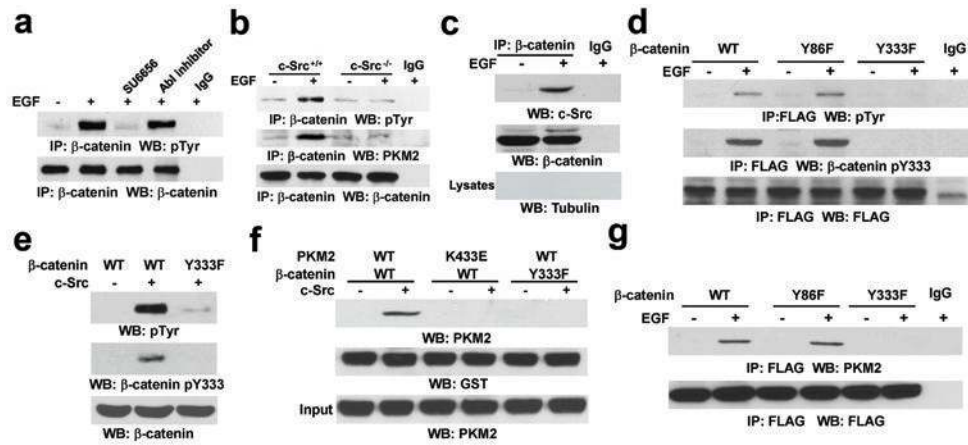 a
SU6656
Abl inhibitor
IgG
EGF - + + + +
IP: β-catenin WB: pTyr
IP: β-catenin WB: β-catenin
b
c-Src+/+ c-Src-/- IgG
EGF - + - + +
IP: β-catenin WB: pTyr
IP: β-catenin WB: PKM2
IP: β-catenin WB: β-catenin
c
IP: β-catenin IgG
EGF - + +
WB: c-Src
WB: β-catenin
Lysates
WB: Tubulin
d
β-catenin WT Y86F Y333F IgG
EGF - + - + - + +
IP:FLAG WB: pTyr
IP: FLAG WB: β-catenin pY333
IP: FLAG WB: FLAG
e
β-catenin WT WT Y333F
c-Src - + +
WB: pTyr
WB: β-catenin pY333
WB: β-catenin
f
PKM2 WT K433E WT
β-catenin WT WT Y333F
c-Src - + - + - +
WB: PKM2
WB: GST
Input
WB: PKM2
g
β-catenin WT Y86F Y333F IgG
EGF - + - + - + +
IP: FLAG WB: PKM2
IP: FLAG WB: FLAG